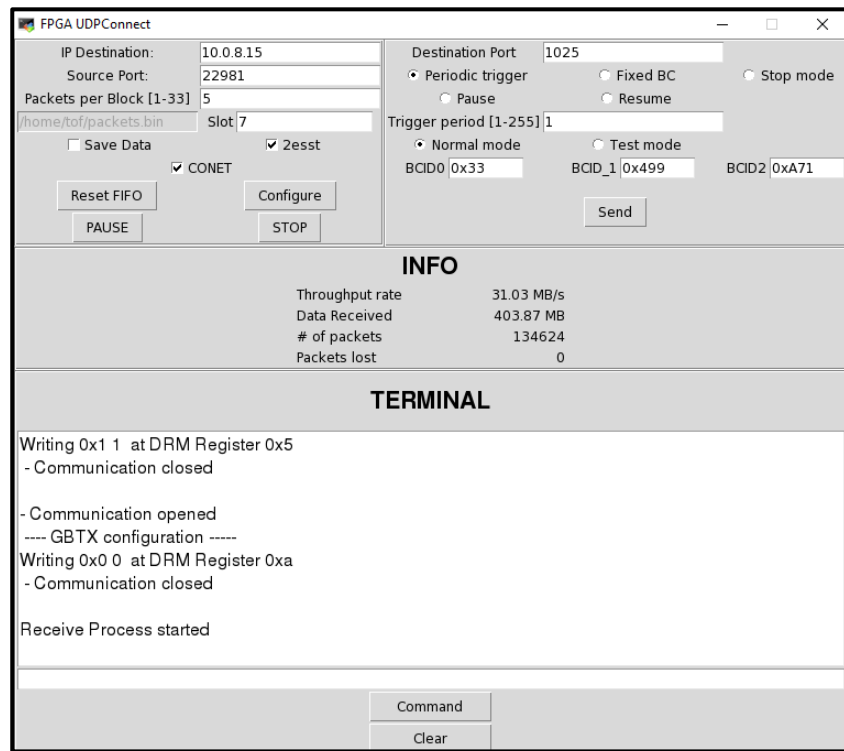 FPGA UDPConnect
IP Destination: 10.0.8.15
Source Port: 22981
Packets per Block [1-33] 5
/home/tof/packets.bin Slot 7
Save Data 2esst
CONET
Reset FIFO Configure
PAUSE STOP
Destination Port 1025
Periodic trigger Fixed BC Stop mode
Pause Resume
Trigger period [1-255] 1
Normal mode Test mode
BCID0 0x33 BCID_1 0x499 BCID2 0xA71
Send
INFO
Throughput rate 31.03 MB/s
Data Received 403.87 MB
# of packets 134624
Packets lost 0
TERMINAL
Writing 0x1 1 at DRM Register 0x5
- Communication closed
- Communication opened
---- GBTX configuration -----
Writing 0x0 0 at DRM Register 0xa
- Communication closed
Receive Process started
Command
Clear